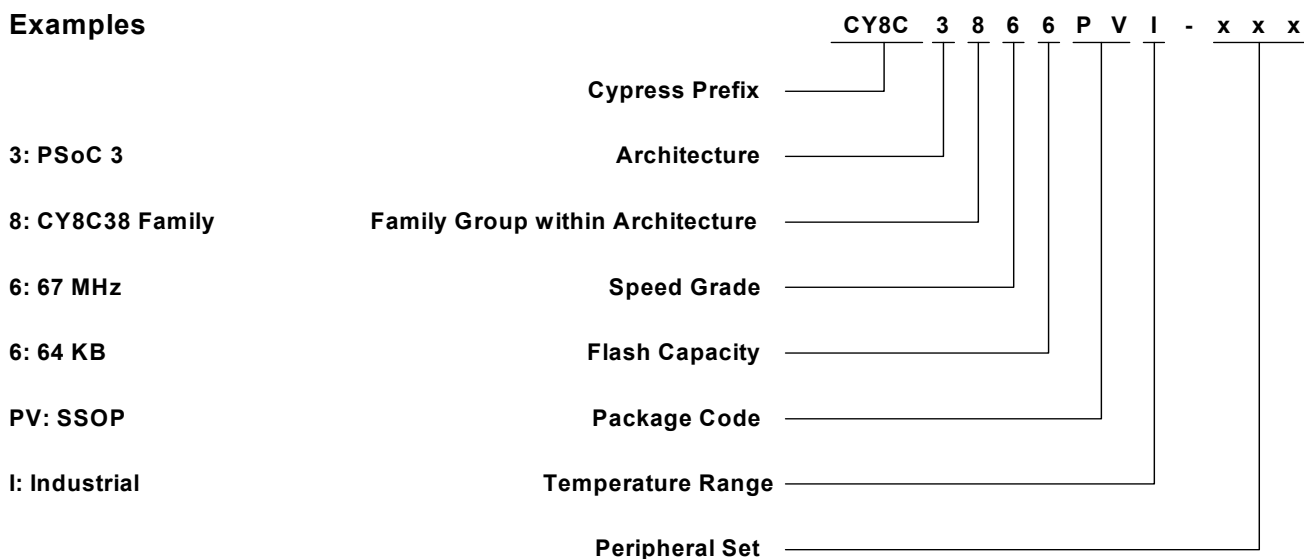 Examples CY8C 3 8 6 6 P V I - x x x
Cypress Prefix
3: PSoC 3 Architecture
8: CY8C38 Family Family Group within Architecture
6: 67 MHz Speed Grade
6: 64 KB Flash Capacity
PV: SSOP Package Code
I: Industrial Temperature Range
Peripheral Set